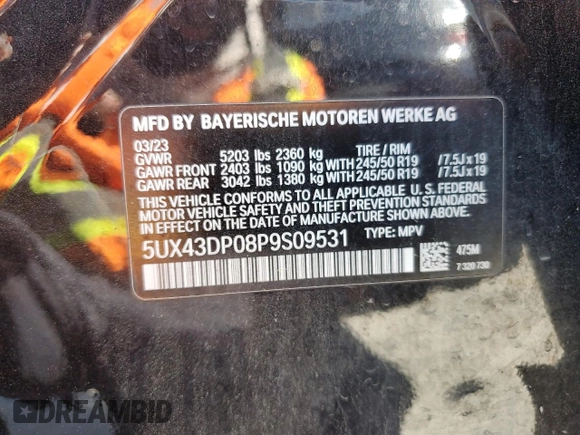 MFD BY BAYERISCHE MOTOREN WERKE AG
03/23 TIRE / RIM
GVWR 5203 lbs 2360 kg
GAWR FRONT 2403 lbs 1090 kg WITH 245/50 R19 /7.5J x 19
GAWR REAR 3042 lbs 1380 kg WITH 245/50 R19 /7.5J x 19
THIS VEHICLE CONFORMS TO ALL APPLICABLE U. S. FEDERAL
MOTOR VEHICLE SAFETY AND THEFT PREVENTION STANDARDS
IN EFFECT ON THE DATE OF MANUFACTURE SHOWN ABOVE.
5UX43DP08P9S09531 TYPE: MPV
475M
7 320 730
DREAMBID